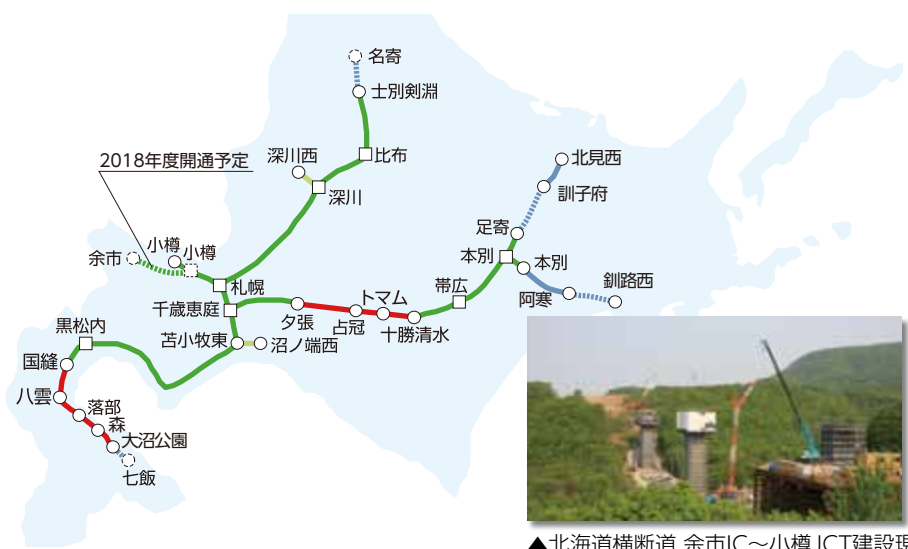 名寄
士別剣淵
2018年度開通予定
深川西
比布
北見西
深川
訓子府
足寄
小樽
小樽
余市
本別
本別
釧路西
札幌
帯広
阿寒
千歳恵庭
トマム
夕張
占冠
十勝清水
黒松内
苫小牧東
沼ノ端西
国縫
八雲
落部
森
大沼公園
七飯
▲北海道横断道 余市IC～小樽JCT建設現